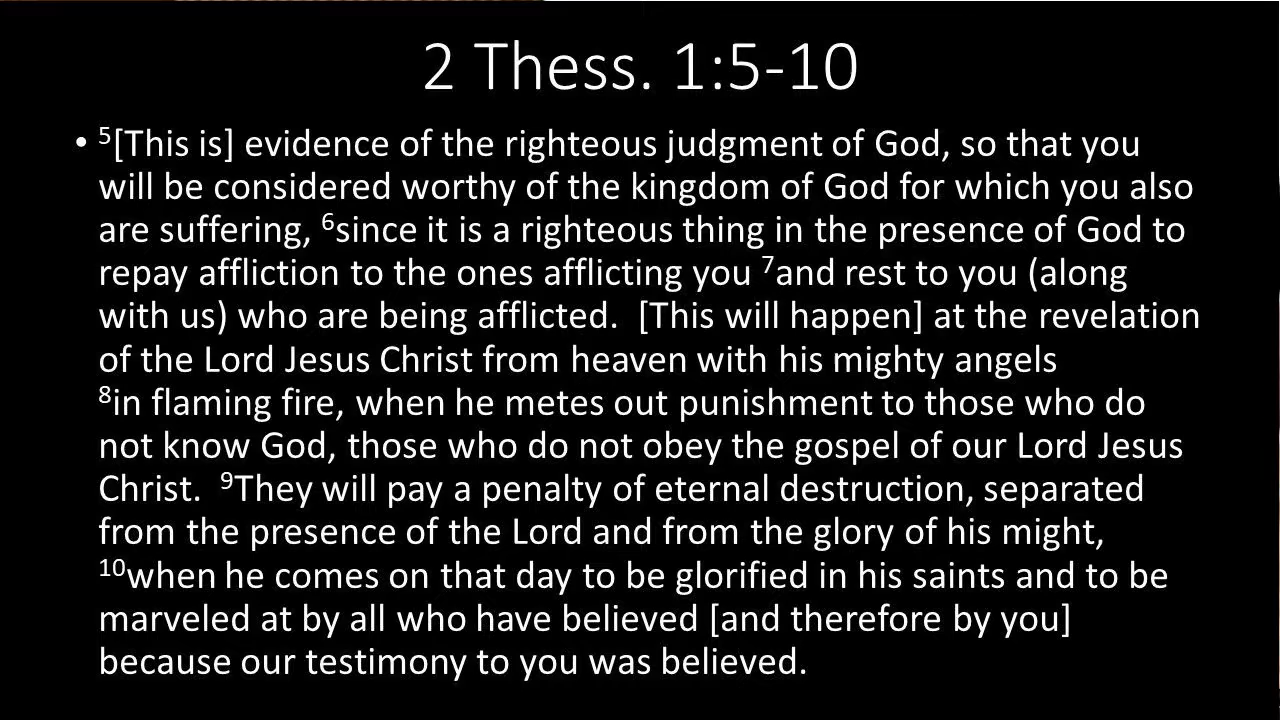 2 Thess. 1:5-10
• ⁵[This is] evidence of the righteous judgment of God, so that you
will be considered worthy of the kingdom of God for which you also
are suffering, ⁶since it is a righteous thing in the presence of God to
repay affliction to the ones afflicting you ⁷and rest to you (along
with us) who are being afflicted.  [This will happen] at the revelation
of the Lord Jesus Christ from heaven with his mighty angels
⁸in flaming fire, when he metes out punishment to those who do
not know God, those who do not obey the gospel of our Lord Jesus
Christ.  ⁹They will pay a penalty of eternal destruction, separated
from the presence of the Lord and from the glory of his might,
¹⁰when he comes on that day to be glorified in his saints and to be
marveled at by all who have believed [and therefore by you]
because our testimony to you was believed.